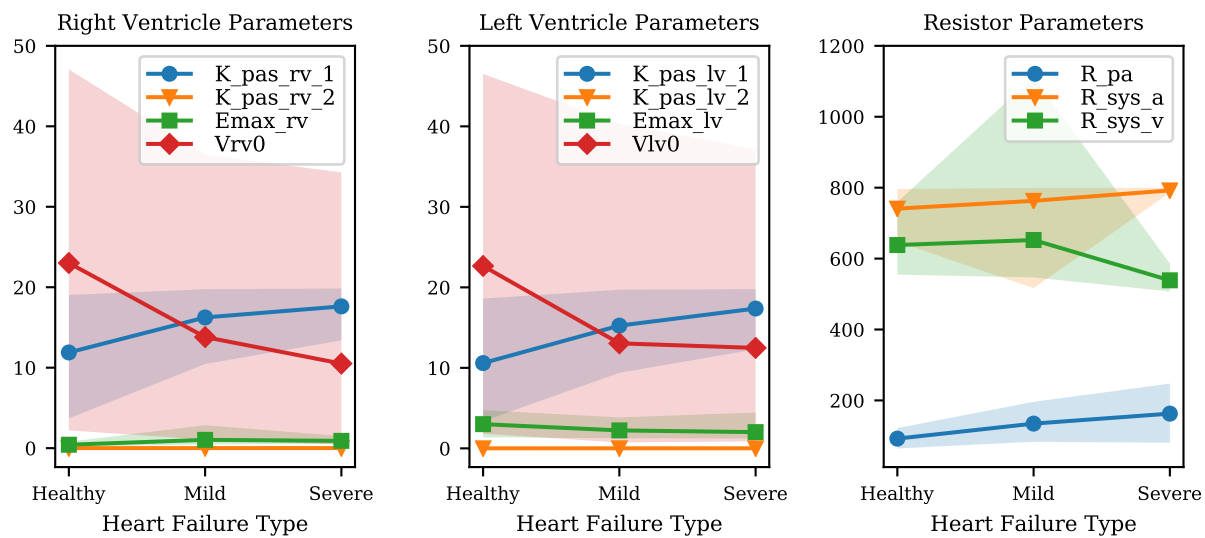 Right Ventricle Parameters
50
40
30
20
10
0
K_pas_rv_1
K_pas_rv_2
Emax_rv
Vrv0
Healthy
Mild
Severe
Heart Failure Type
Left Ventricle Parameters
50
40
30
20
10
0
K_pas_lv_1
K_pas_lv_2
Emax_lv
Vlv0
Healthy
Mild
Severe
Heart Failure Type
Resistor Parameters
1200
1000
800
600
400
200
R_pa
R_sys_a
R_sys_v
Healthy
Mild
Severe
Heart Failure Type